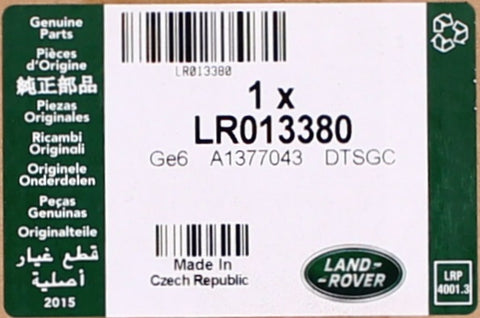 Genuine
Parts
Pièces
d'Origine
純正部品
Piezas
Originales
Ricambi
Originali
Originele
Onderdelen
Peças
Genuinas
Originalteile
قطع غيار
أصلية
2015
LR013380
1 x
LR013380
Ge6 A1377043 DTSGC
Made In
Czech Republic
LAND-
-ROVER
LRP
4001.3